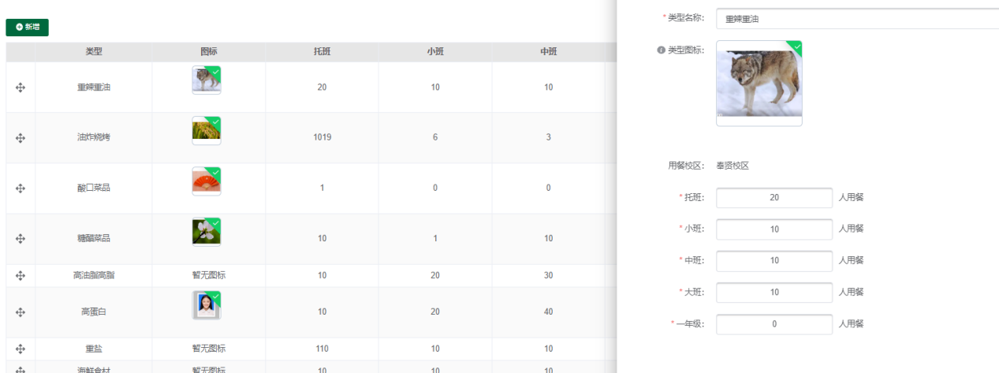 新增
类型 图标 托班 小班 中班
重辣重油 20 10 10
油炸烧烤 1019 6 3
酸口菜品 1 0 0
糖醋菜品 10 1 10
高油脂高脂 暂无图标 10 20 30
高蛋白 10 20 40
重盐 暂无图标 110 10 10
海鲜食材 暂无图标 10 10 10
* 类型名称: 重辣重油
类型图标:
用餐校区: 奉贤校区
* 托班: 20 人用餐
* 小班: 10 人用餐
* 中班: 10 人用餐
* 大班: 10 人用餐
* 一年级: 0 人用餐